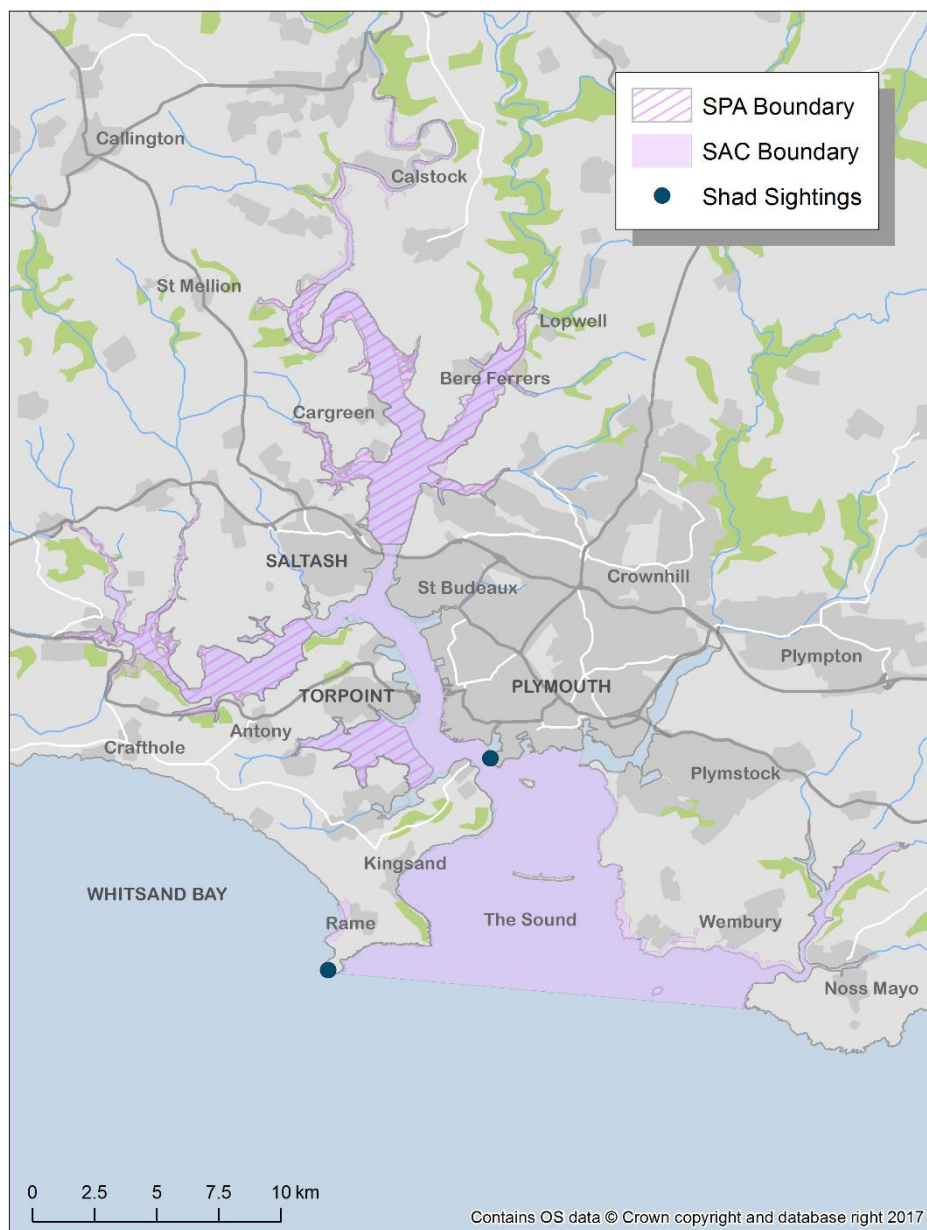 SPA Boundary
SAC Boundary
Shad Sightings
Callington
Calstock
St Mellion
Lopwell
Bere Ferrers
Cargreen
SALTASH
St Budeaux
Crownhill
Plympton
TORPOINT
PLYMOUTH
Antony
Crafthole
Plymstock
Kingsand
WHITSAND BAY
Rame
The Sound
Wembury
Noss Mayo
0 2.5 5 7.5 10 km
Contains OS data © Crown copyright and database right 2017